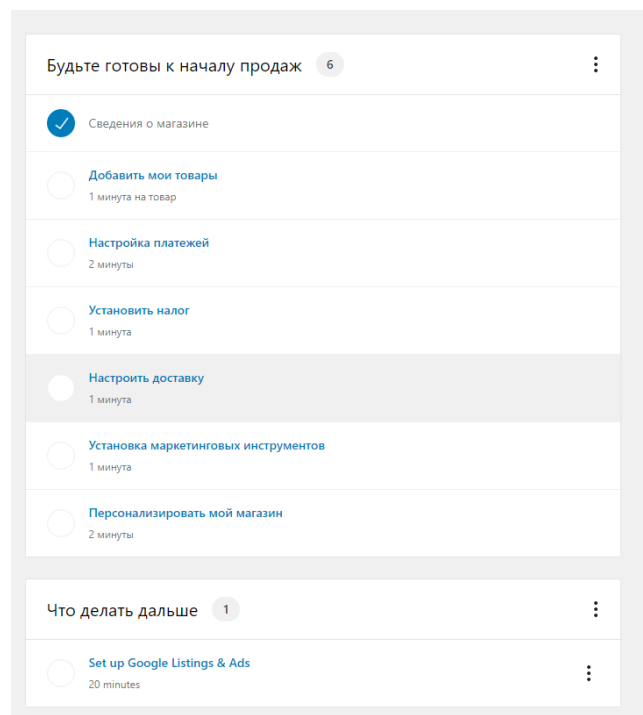 Будьте готовы к началу продаж 6
Сведения о магазине
Добавить мои товары
1 минута на товар
Настройка платежей
2 минуты
Установить налог
1 минута
Настроить доставку
1 минута
Установка маркетинговых инструментов
1 минута
Персонализировать мой магазин
2 минуты
Что делать дальше 1
Set up Google Listings & Ads
20 minutes